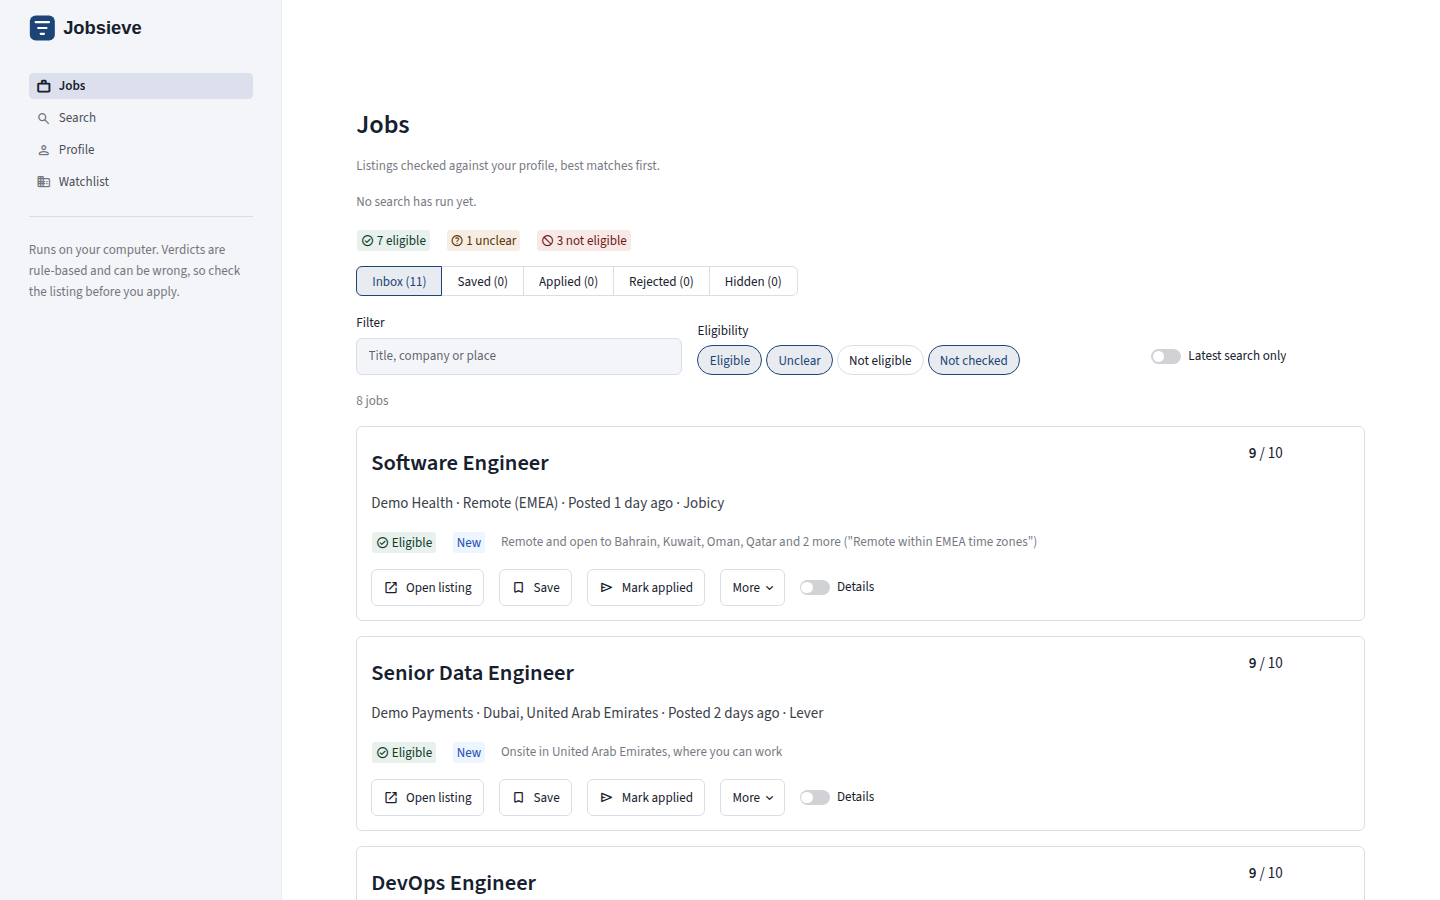 Jobsieve
Jobs
Search
Profile
Watchlist
Runs on your computer. Verdicts are
rule-based and can be wrong, so check
the listing before you apply.
Jobs
Listings checked against your profile, best matches first.
No search has run yet.
7 eligible 1 unclear 3 not eligible
Inbox (11) Saved (0) Applied (0) Rejected (0) Hidden (0)
Filter
Title, company or place
Eligibility
Eligible Unclear Not eligible Not checked
Latest search only
8 jobs
Software Engineer
9 / 10
Demo Health · Remote (EMEA) · Posted 1 day ago · Jobicy
Eligible New Remote and open to Bahrain, Kuwait, Oman, Qatar and 2 more ("Remote within EMEA time zones")
Open listing Save Mark applied More Details
Senior Data Engineer
9 / 10
Demo Payments · Dubai, United Arab Emirates · Posted 2 days ago · Lever
Eligible New Onsite in United Arab Emirates, where you can work
Open listing Save Mark applied More Details
DevOps Engineer
9 / 10